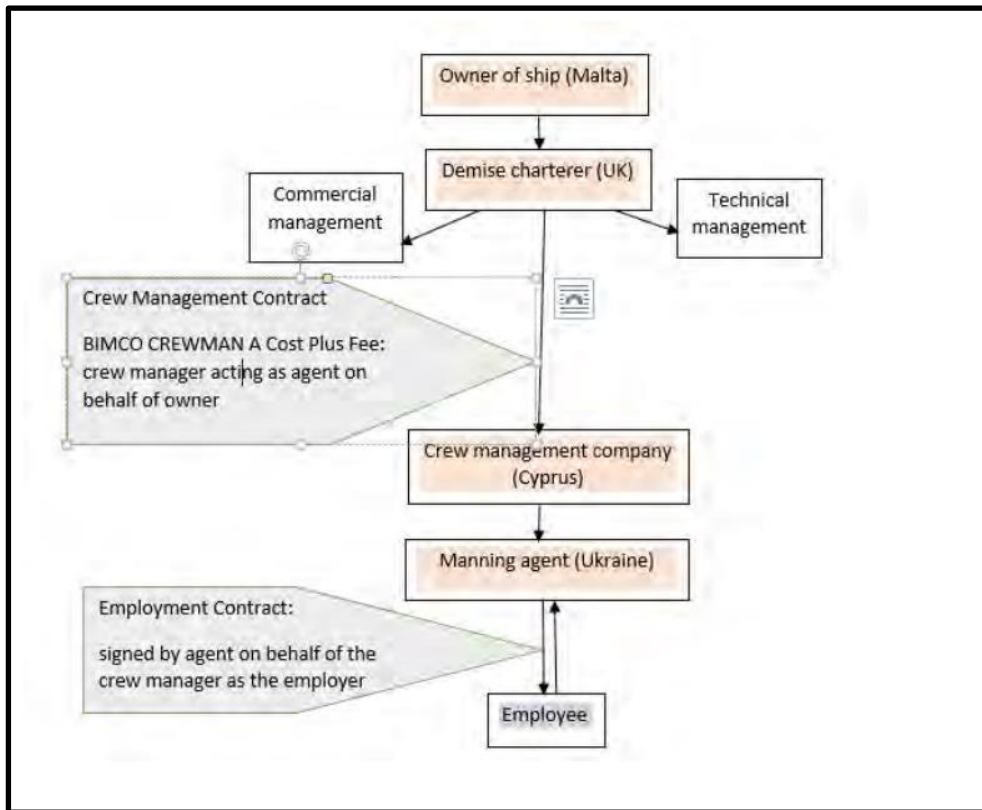 Owner of ship (Malta)
Demise charterer (UK)
Commercial
management
Technical
management
Crew Management Contract
BIMCO CREWMAN A Cost Plus Fee:
crew manager acting as agent on
behalf of owner
Crew management company
(Cyprus)
Manning agent (Ukraine)
Employment Contract:
signed by agent on behalf of the
crew manager as the employer
Employee